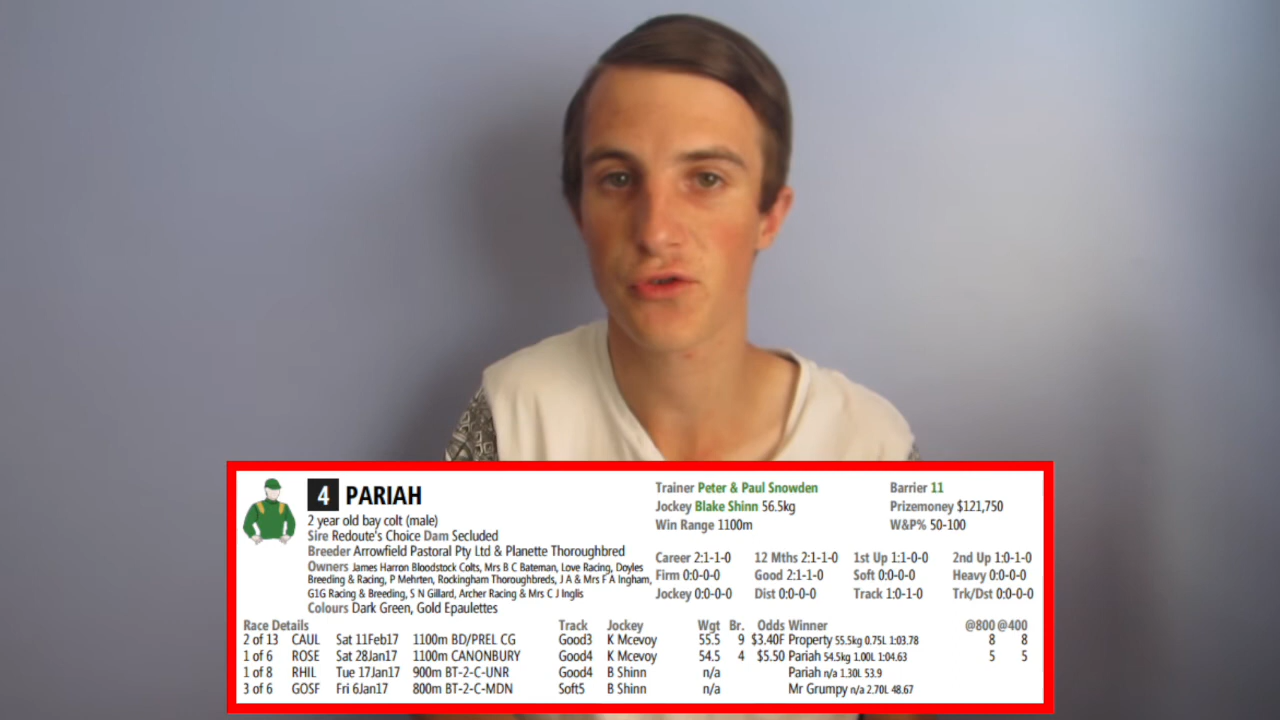 4 PARIAH
2 year old bay colt (male)
Sire Redoute's Choice Dam Secluded
Breeder Arrowfield Pastoral Pty Ltd & Planette Thoroughbred
Owners James Harron Bloodstock Colts, Mrs B C Bateman, Love Racing, Doyles
Breeding & Racing, P Mehrten, Rockingham Thoroughbreds, J A & Mrs F A Ingham,
G1G Racing & Breeding, S N Gillard, Archer Racing & Mrs C J Inglis
Colours Dark Green, Gold Epaulettes
Trainer Peter & Paul Snowden
Jockey Blake Shinn 56.5kg
Win Range 1100m
Barrier 11
Prizemoney $121,750
W&P% 50-100
Career 2:1-1-0 12 Mths 2:1-1-0 1st Up 1:1-0-0 2nd Up 1:0-1-0
Firm 0:0-0-0 Good 2:1-1-0 Soft 0:0-0-0 Heavy 0:0-0-0
Jockey 0:0-0-0 Dist 0:0-0-0 Track 1:0-1-0 Trk/Dst 0:0-0-0
Race Details Track Jockey Wgt Br. Odds Winner @800 @400
2 of 13 CAUL Sat 11Feb17 1100m BD/PREL CG Good3 K Mcevoy 55.5 9 $3.40F Property 55.5kg 0.75L 1:03.78 8 8
1 of 6 ROSE Sat 28Jan17 1100m CANONBURY Good4 K Mcevoy 54.5 4 $5.50 Pariah 54.5kg 1.00L 1:04.63 5 5
1 of 8 RHIL Tue 17Jan17 900m BT-2-C-UNR Good4 B Shinn n/a Pariah n/a 1.30L 53.9
3 of 6 GOSF Fri 6Jan17 800m BT-2-C-MDN Soft5 B Shinn n/a Mr Grumpy n/a 2.70L 48.67